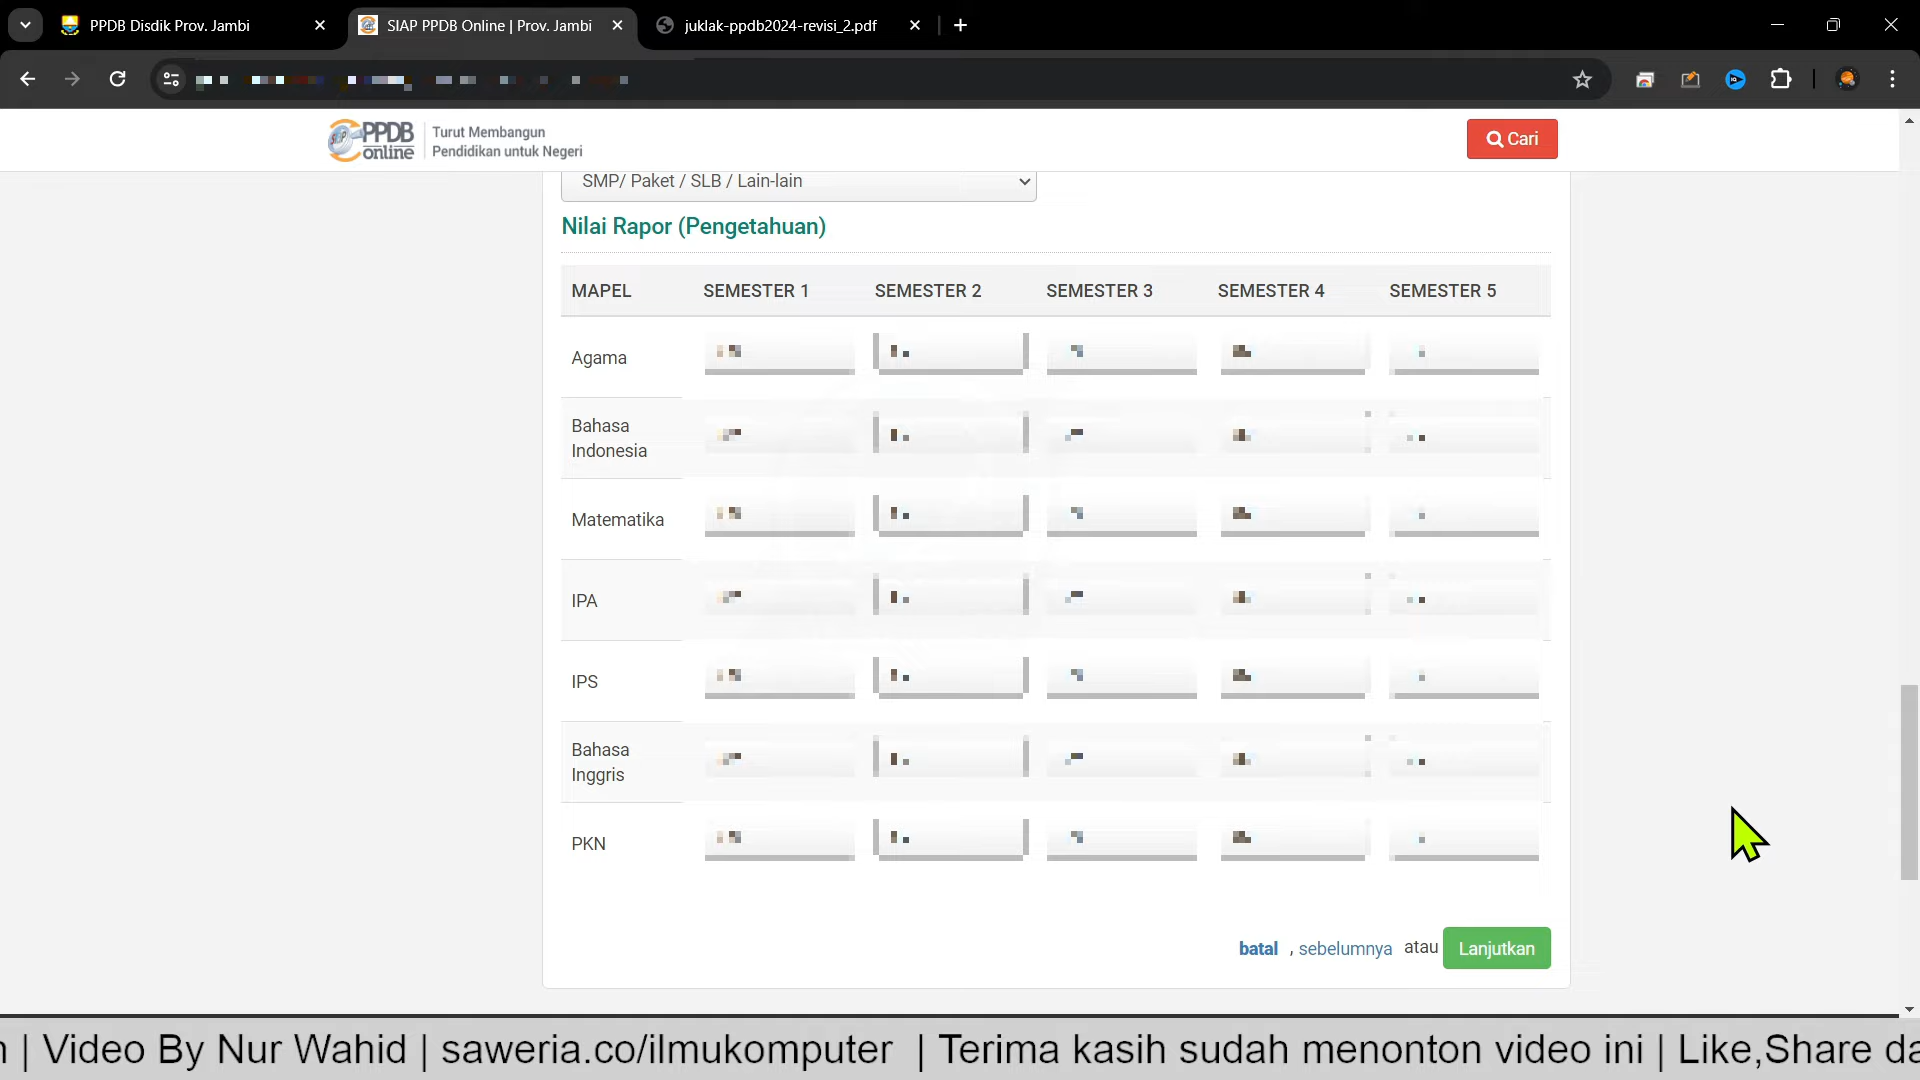 PPDB Disdik Prov. Jambi
SIAP PPDB Online | Prov. Jambi
juklak-ppdb2024-revisi_2.pdf
PPDB online
Turut Membangun
Pendidikan untuk Negeri
Cari
SMP/ Paket / SLB / Lain-lain
Nilai Rapor (Pengetahuan)
MAPEL SEMESTER 1 SEMESTER 2 SEMESTER 3 SEMESTER 4 SEMESTER 5
Agama
Bahasa
Indonesia
Matematika
IPA
IPS
Bahasa
Inggris
PKN
batal , sebelumnya atau Lanjutkan
| Video By Nur Wahid | saweria.co/ilmukomputer | Terima kasih sudah menonton video ini | Like,Share